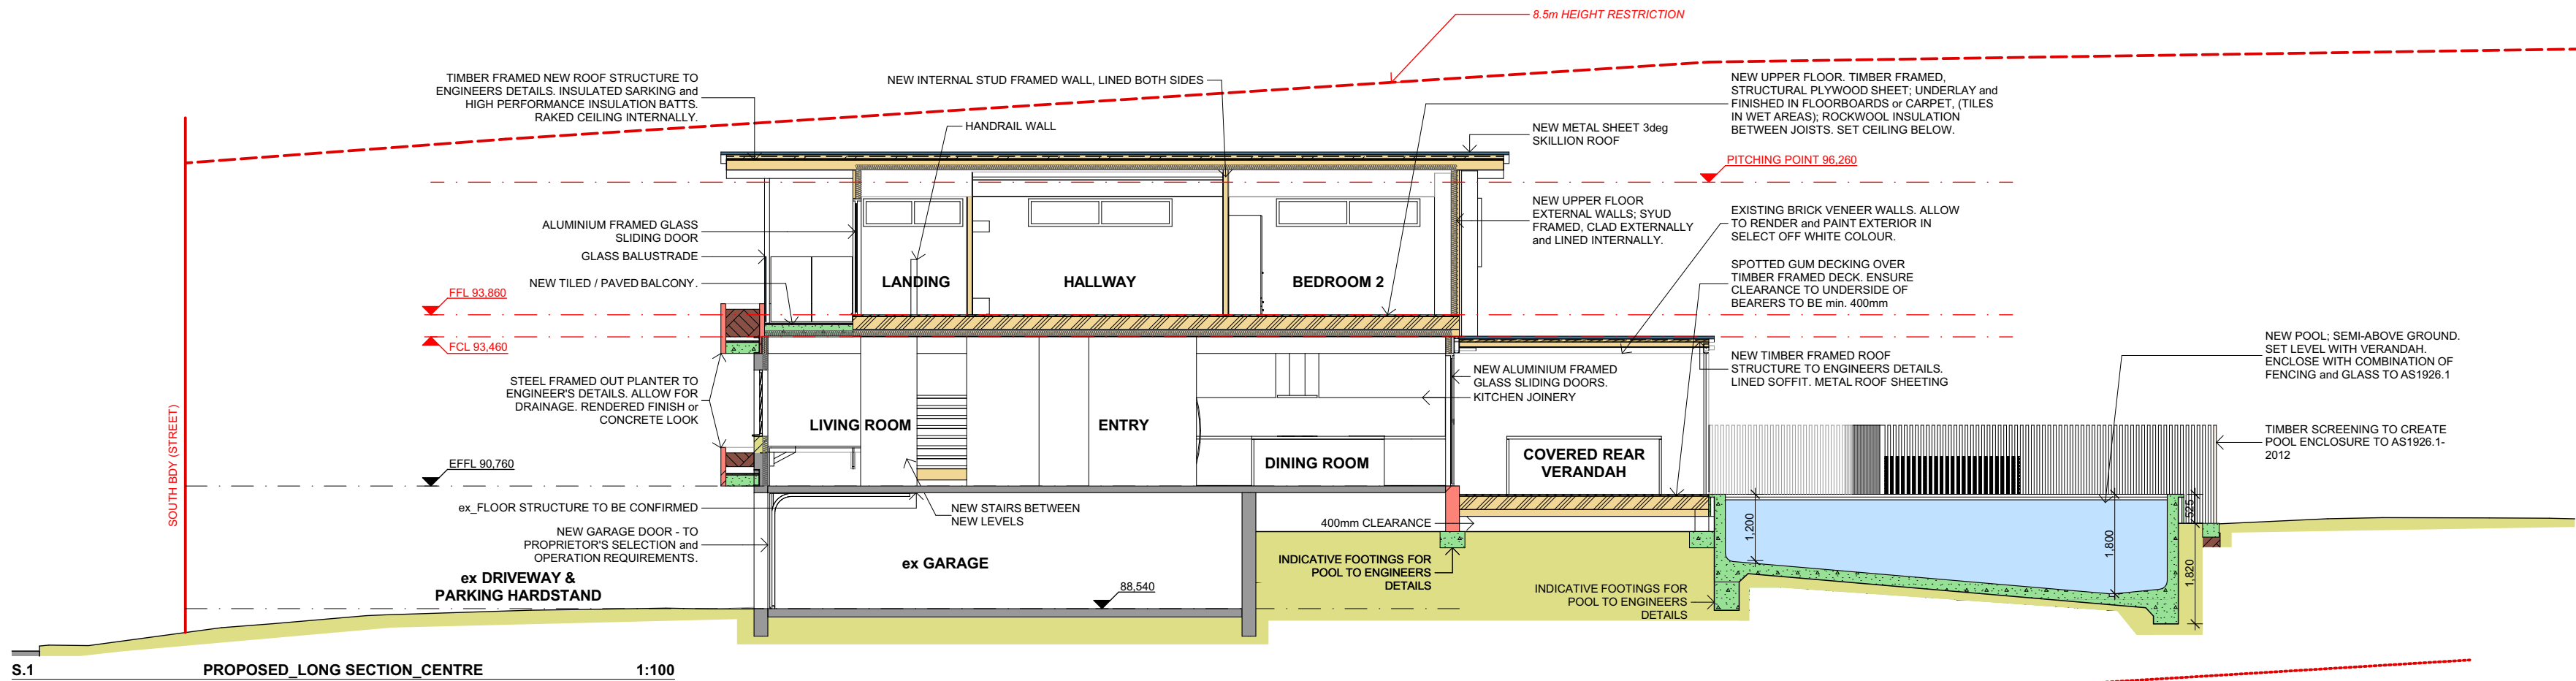 8.5m HEIGHT RESTRICTION
TIMBER FRAMED NEW ROOF STRUCTURE TO
ENGINEERS DETAILS. INSULATED SARKING and
HIGH PERFORMANCE INSULATION BATTS.
RAKED CEILING INTERNALLY.
NEW INTERNAL STUD FRAMED WALL, LINED BOTH SIDES
HANDRAIL WALL
NEW METAL SHEET 3deg
SKILLION ROOF
NEW UPPER FLOOR. TIMBER FRAMED,
STRUCTURAL PLYWOOD SHEET; UNDERLAY and
FINISHED IN FLOORBOARDS or CARPET, (TILES
IN WET AREAS); ROCKWOOL INSULATION
BETWEEN JOISTS. SET CEILING BELOW.
PITCHING POINT 96,260
ALUMINIUM FRAMED GLASS
SLIDING DOOR
GLASS BALUSTRADE
NEW TILED / PAVED BALCONY.
LANDING
HALLWAY
BEDROOM 2
NEW UPPER FLOOR
EXTERNAL WALLS; SYUD
FRAMED, CLAD EXTERNALLY
and LINED INTERNALLY.
EXISTING BRICK VENEER WALLS. ALLOW
TO RENDER and PAINT EXTERIOR IN
SELECT OFF WHITE COLOUR.
SPOTTED GUM DECKING OVER
TIMBER FRAMED DECK. ENSURE
CLEARANCE TO UNDERSIDE OF
BEARERS TO BE min. 400mm
FFL 93,860
FCL 93,460
NEW POOL; SEMI-ABOVE GROUND.
SET LEVEL WITH VERANDAH.
ENCLOSE WITH COMBINATION OF
FENCING and GLASS TO AS1926.1
STEEL FRAMED OUT PLANTER TO
ENGINEER'S DETAILS. ALLOW FOR
DRAINAGE. RENDERED FINISH or
CONCRETE LOOK
NEW ALUMINIUM FRAMED
GLASS SLIDING DOORS.
KITCHEN JOINERY
NEW TIMBER FRAMED ROOF
STRUCTURE TO ENGINEERS DETAILS.
LINED SOFFIT. METAL ROOF SHEETING
SOUTH BDY (STREET)
LIVING ROOM
ENTRY
DINING ROOM
COVERED REAR
VERANDAH
TIMBER SCREENING TO CREATE
POOL ENCLOSURE TO AS1926.1-
2012
EFFL 90,760
ex_FLOOR STRUCTURE TO BE CONFIRMED
NEW STAIRS BETWEEN
NEW LEVELS
400mm CLEARANCE
NEW GARAGE DOOR - TO
PROPRIETOR'S SELECTION and
OPERATION REQUIREMENTS.
ex GARAGE
INDICATIVE FOOTINGS FOR
POOL TO ENGINEERS
DETAILS
INDICATIVE FOOTINGS FOR
POOL TO ENGINEERS
DETAILS
1,200
1,800
525
1,820
ex DRIVEWAY &
PARKING HARDSTAND
88,540
S.1 PROPOSED_LONG SECTION_CENTRE 1:100